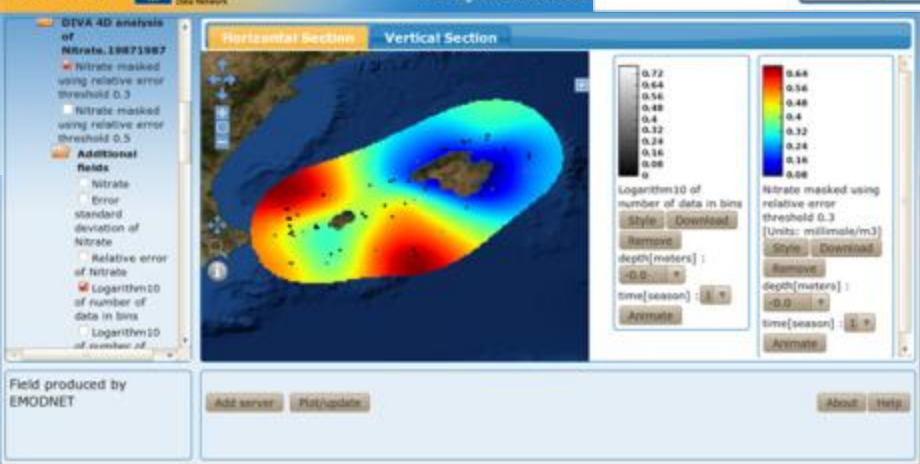 Data Network
DIVA 4D analysis
of
Nitrate.19871987
Nitrate masked
using relative error
threshold 0.3
Nitrate masked
using relative error
threshold 0.5
Additional
fields
Nitrate
Error
standard
deviation of
Nitrate
Relative error
of Nitrate
Logarithm10
of number of
data in bins
Logarithm10
of number of
Horizontal Section
Vertical Section
0.72
0.64
0.56
0.48
0.4
0.32
0.24
0.16
0.08
0
Logarithm10 of
number of data in bins
Style Download
Remove
depth[meters] :
-0.0
time[season] : 1
Animate
0.64
0.56
0.48
0.4
0.32
0.24
0.16
0.08
Nitrate masked using
relative error
threshold 0.3
[Units: millimole/m3]
Style Download
Remove
depth[meters] :
-0.0
time[season] : 1
Animate
Field produced by
EMODNET
Add server Plot/update
About Help